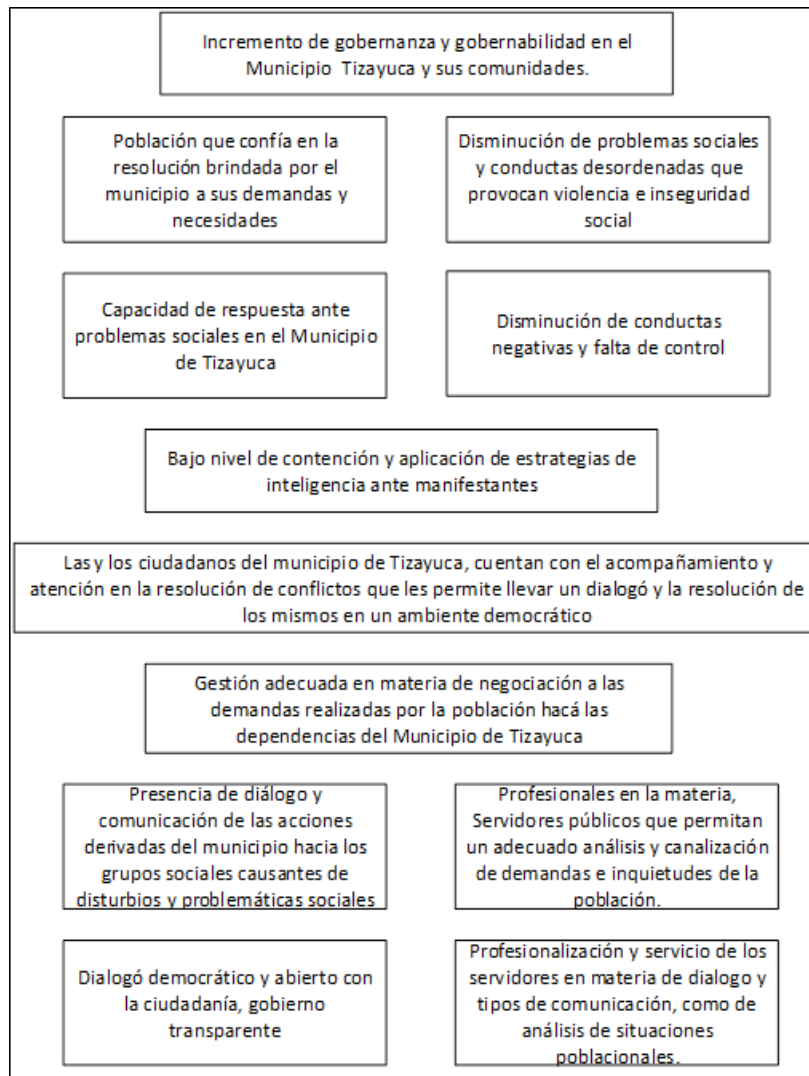 Incremento de gobernanza y gobernabilidad en el
Municipio Tizayuca y sus comunidades.
Población que confía en la
resolución brindada por el
municipio a sus demandas y
necesidades
Disminución de problemas sociales
y conductas desordenadas que
provocan violencia e inseguridad
social
Capacidad de respuesta ante
problemas sociales en el Municipio
de Tizayuca
Disminución de conductas
negativas y falta de control
Bajo nivel de contención y aplicación de estrategias de
inteligencia ante manifestantes
Las y los ciudadanos del municipio de Tizayuca, cuentan con el acompañamiento y
atención en la resolución de conflictos que les permite llevar un dialogó y la resolución de
los mismos en un ambiente democrático
Gestión adecuada en materia de negociación a las
demandas realizadas por la población hacá las
dependencias del Municipio de Tizayuca
Presencia de diálogo y
comunicación de las acciones
derivadas del municipio hacia los
grupos sociales causantes de
disturbios y problemáticas sociales
Profesionales en la materia,
Servidores públicos que permitan
un adecuado análisis y canalización
de demandas e inquietudes de la
población.
Dialogó democrático y abierto con
la ciudadanía, gobierno
transparente
Profesionalización y servicio de los
servidores en materia de dialogo y
tipos de comunicación, como de
análisis de situaciones
poblacionales.